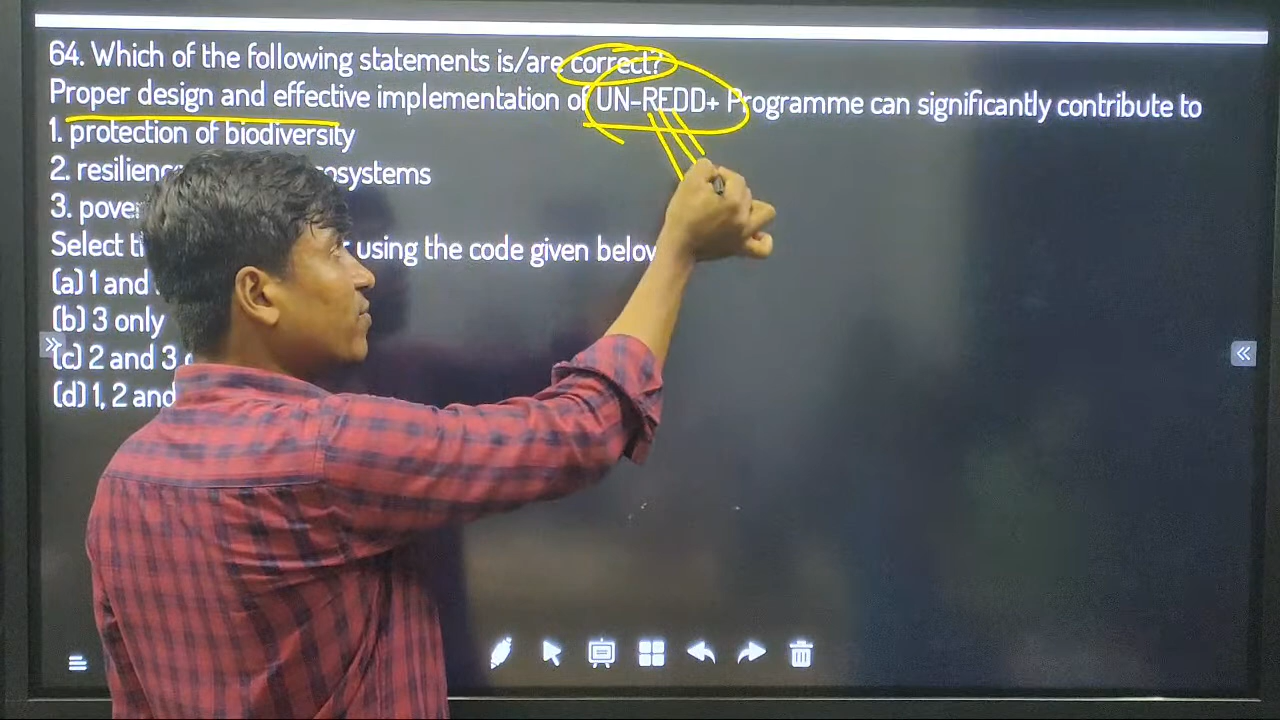 64. Which of the following statements is/are correct?
Proper design and effective implementation of UN-REDD+ Programme can significantly contribute to
1. protection of biodiversity
2. osystems
3.
Select using the code given below
(a) 1 and
(b) 3 only
(c) 2 and 3
(d) 1, 2 and